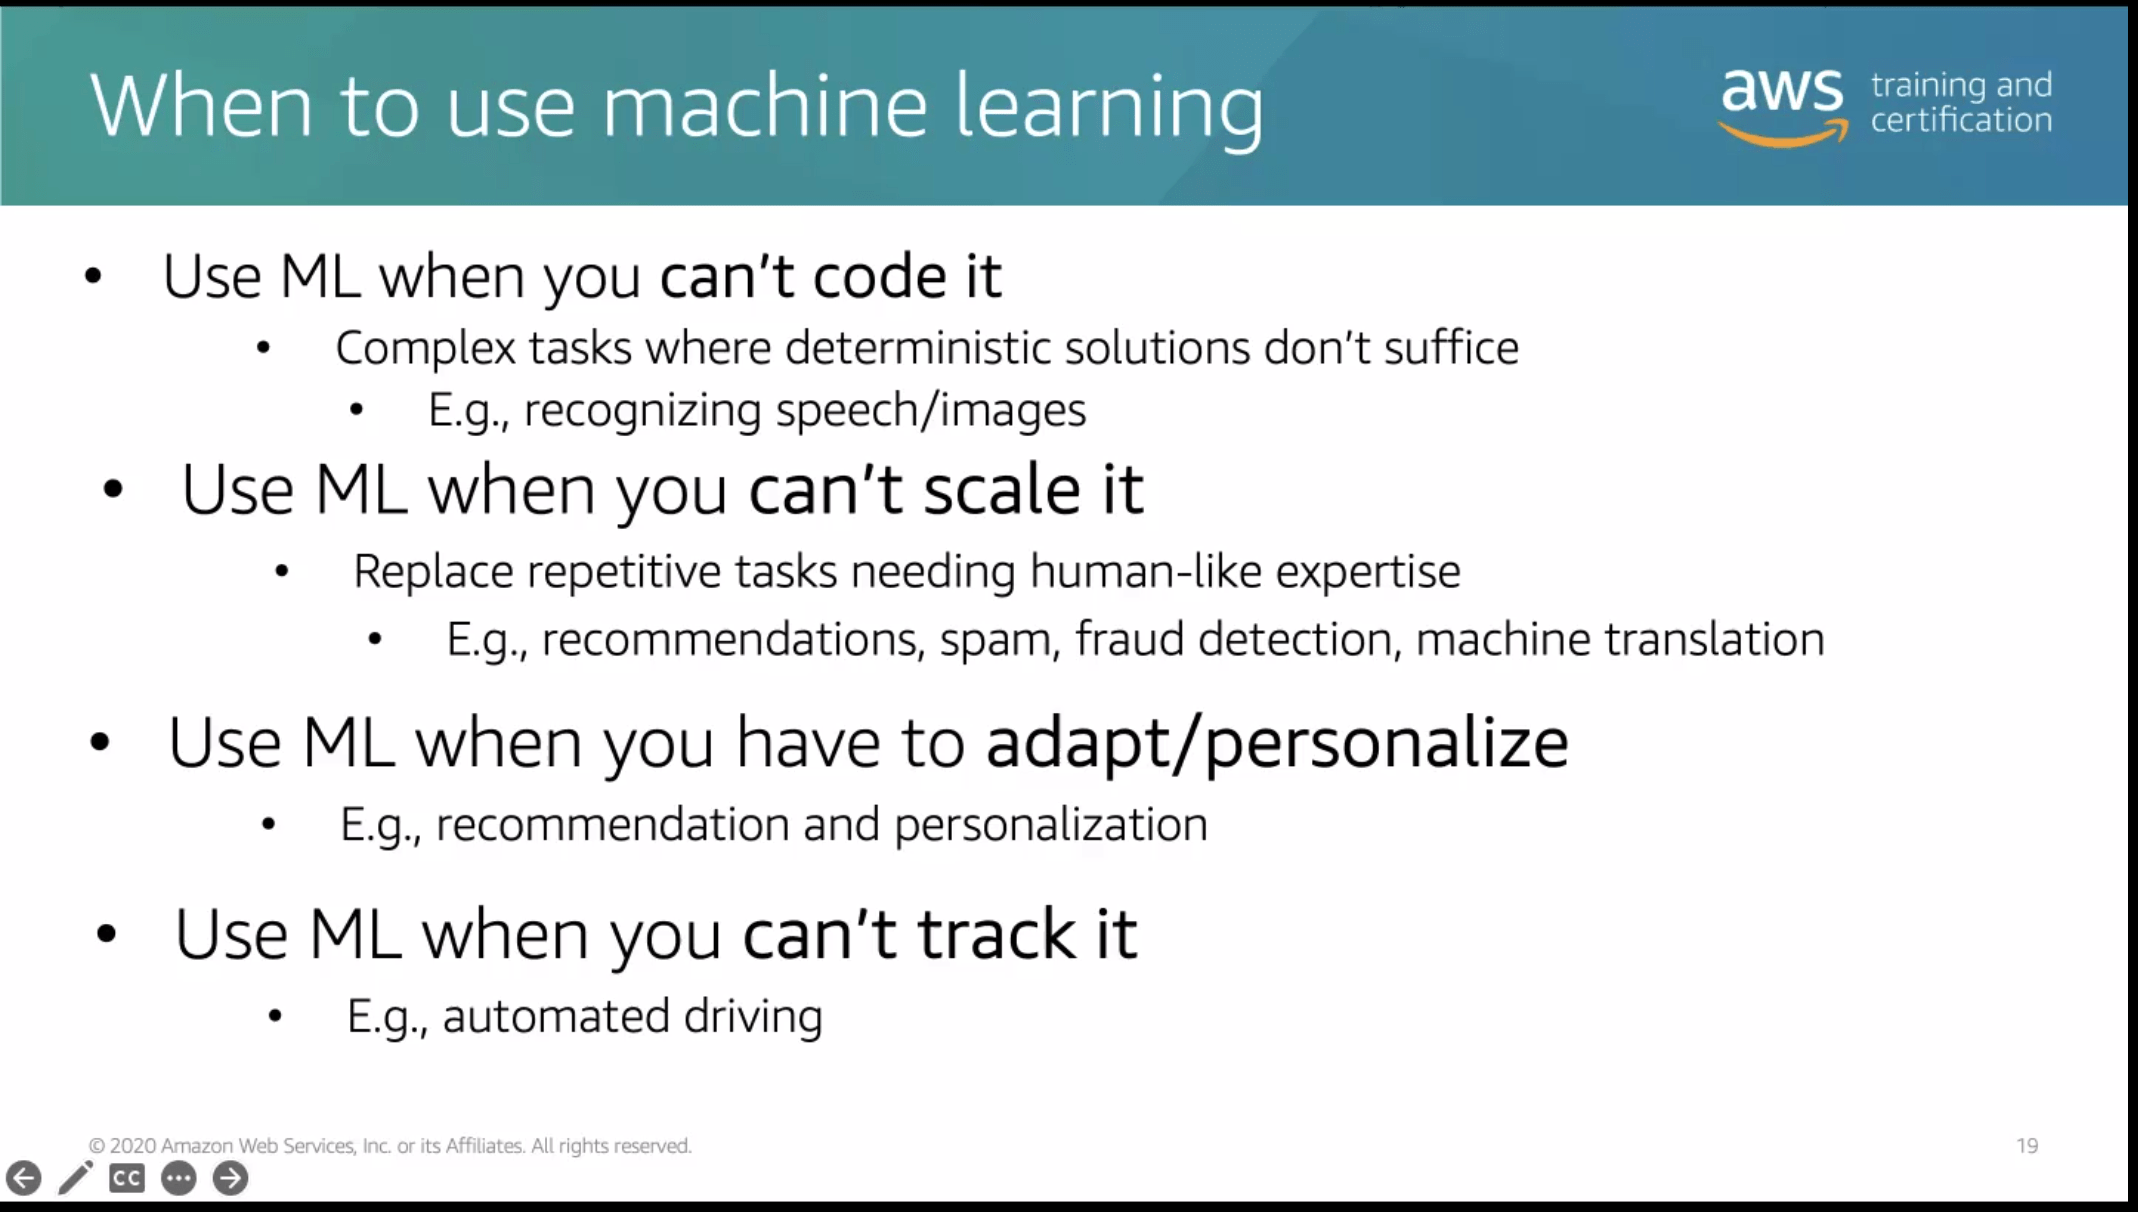 When to use machine learning
aws training and certification
• Use ML when you can't code it
• Complex tasks where deterministic solutions don't suffice
• E.g., recognizing speech/images
• Use ML when you can't scale it
• Replace repetitive tasks needing human-like expertise
• E.g., recommendations, spam, fraud detection, machine translation
• Use ML when you have to adapt/personalize
• E.g., recommendation and personalization
• Use ML when you can't track it
• E.g., automated driving
© 2020 Amazon Web Services, Inc. or its Affiliates. All rights reserved.
19
CC